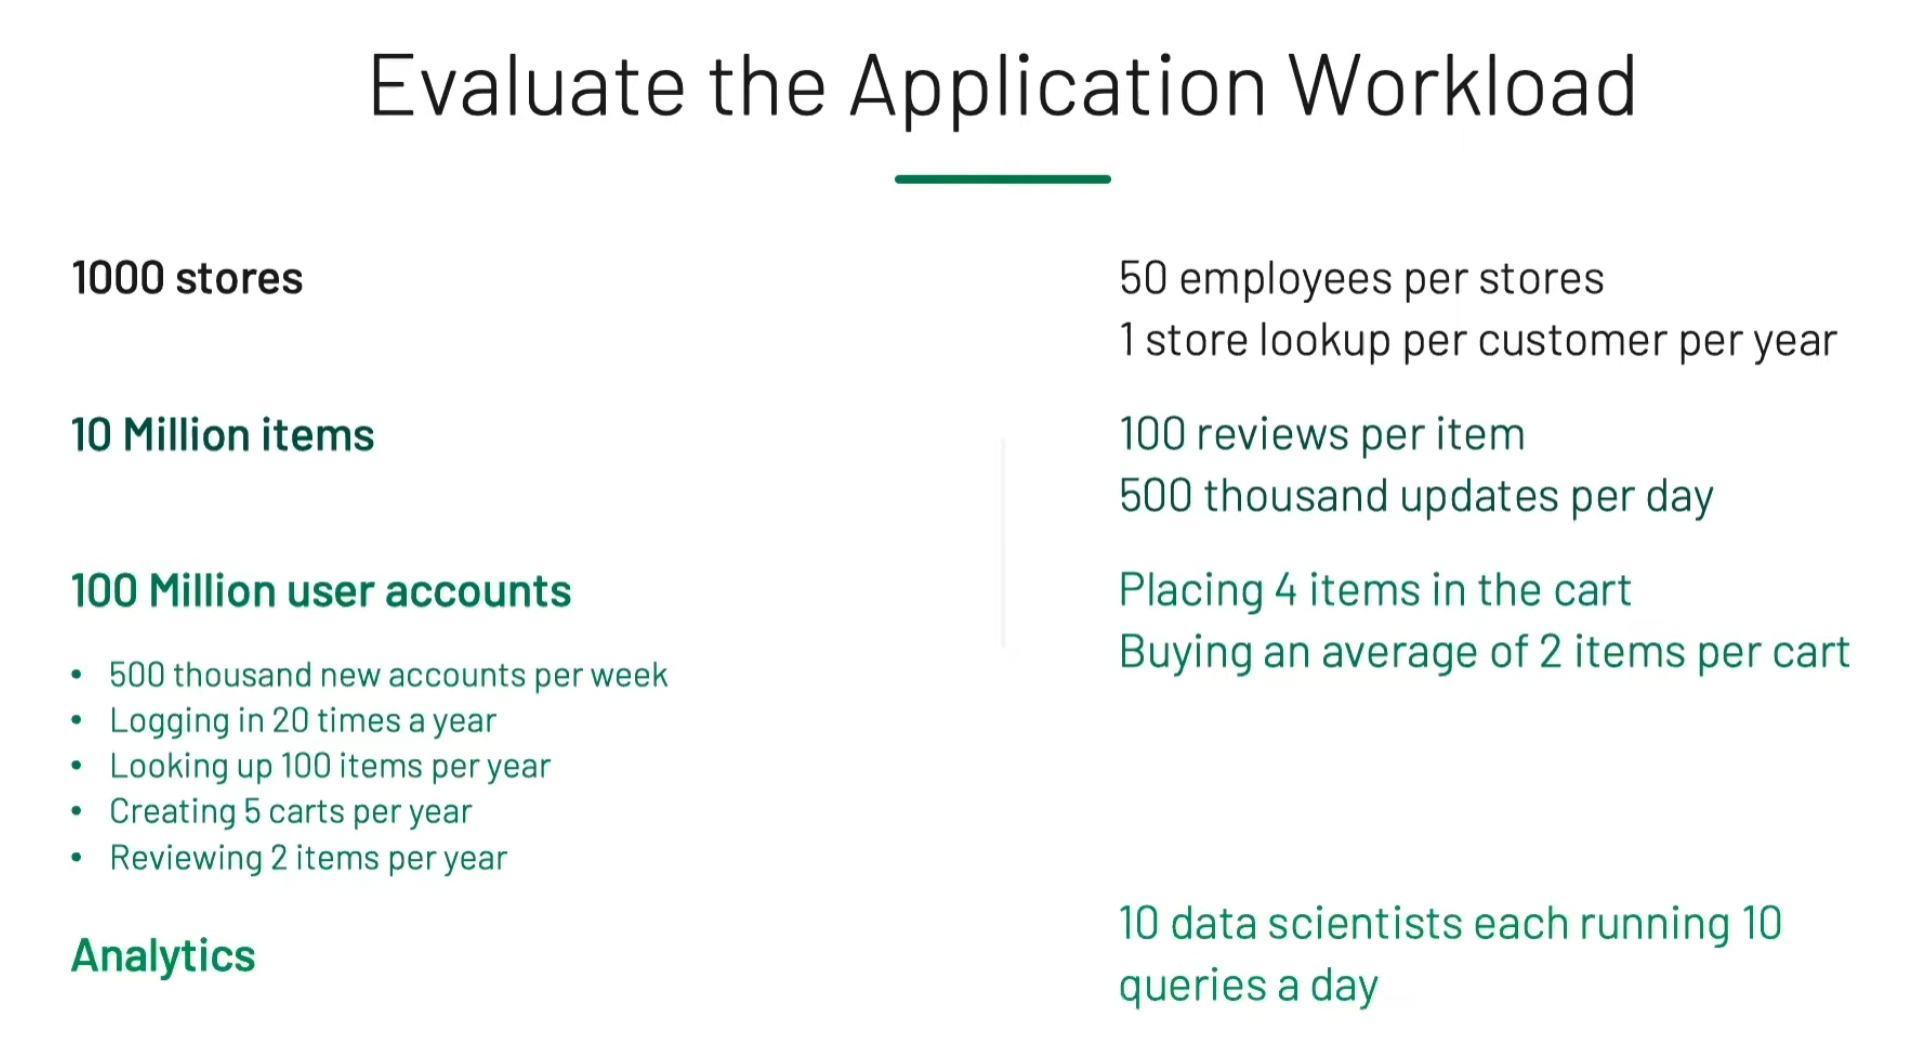 Evaluate the Application Workload
1000 stores
50 employees per stores
1 store lookup per customer per year
10 Million items
100 reviews per item
500 thousand updates per day
100 Million user accounts
• 500 thousand new accounts per week
• Logging in 20 times a year
• Looking up 100 items per year
• Creating 5 carts per year
• Reviewing 2 items per year
Placing 4 items in the cart
Buying an average of 2 items per cart
Analytics
10 data scientists each running 10
queries a day